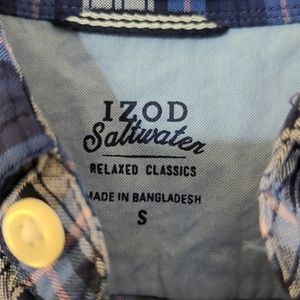 IZOD
Saltwater
RELAXED CLASSICS
MADE IN BANGLADESH
S